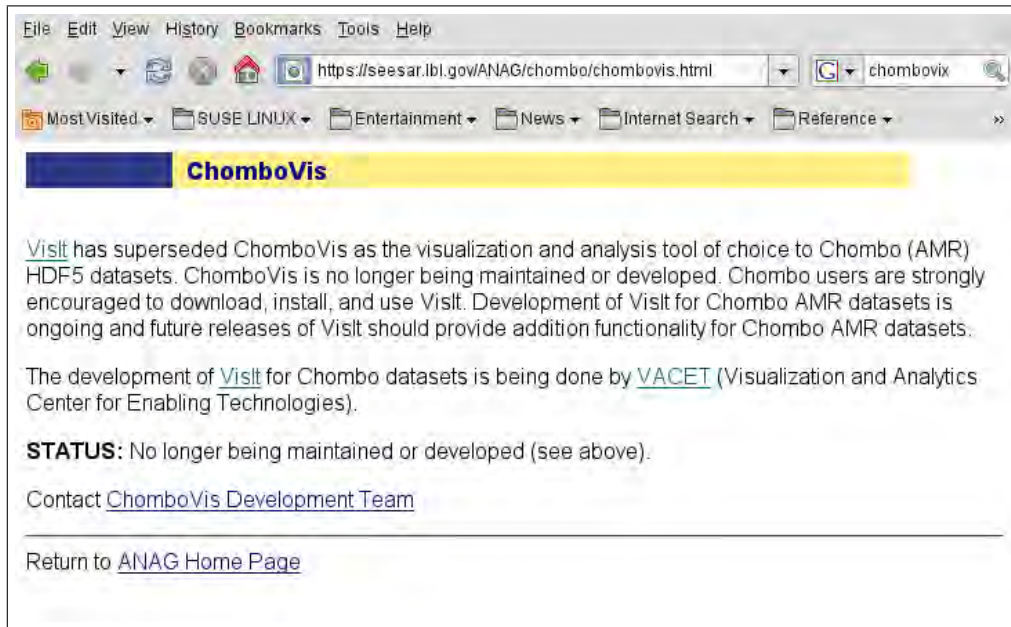 File Edit View History Bookmarks Tools Help
https://seesar.lbl.gov/ANAG/chombo/chombovis.html G chombovix
Most Visited SUSE LINUX Entertainment News Internet Search Reference »
ChomboVis
VisIt has superseded ChomboVis as the visualization and analysis tool of choice to Chombo (AMR)
HDF5 datasets. ChomboVis is no longer being maintained or developed. Chombo users are strongly
encouraged to download, install, and use VisIt. Development of VisIt for Chombo AMR datasets is
ongoing and future releases of VisIt should provide addition functionality for Chombo AMR datasets.
The development of VisIt for Chombo datasets is being done by VACET (Visualization and Analytics
Center for Enabling Technologies).
STATUS: No longer being maintained or developed (see above).
Contact ChomboVis Development Team
Return to ANAG Home Page